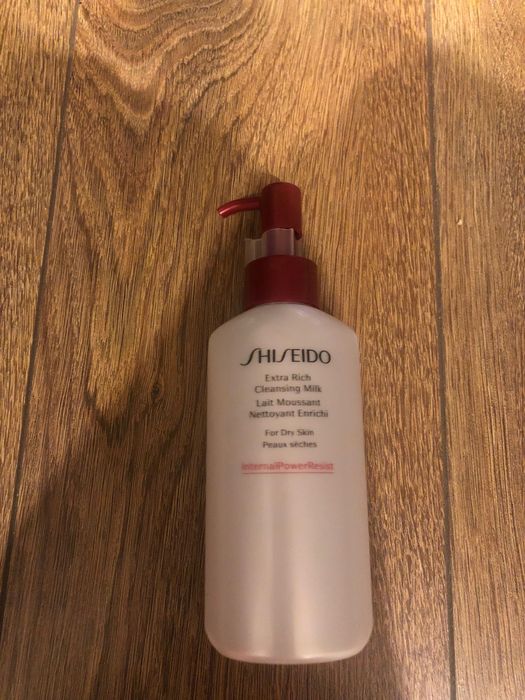 SHISEIDO
Extra Rich
Cleansing Milk
Lait Moussant
Nettoyant Enrichi
For Dry Skin
Peaux sèches
InternalPowerResist